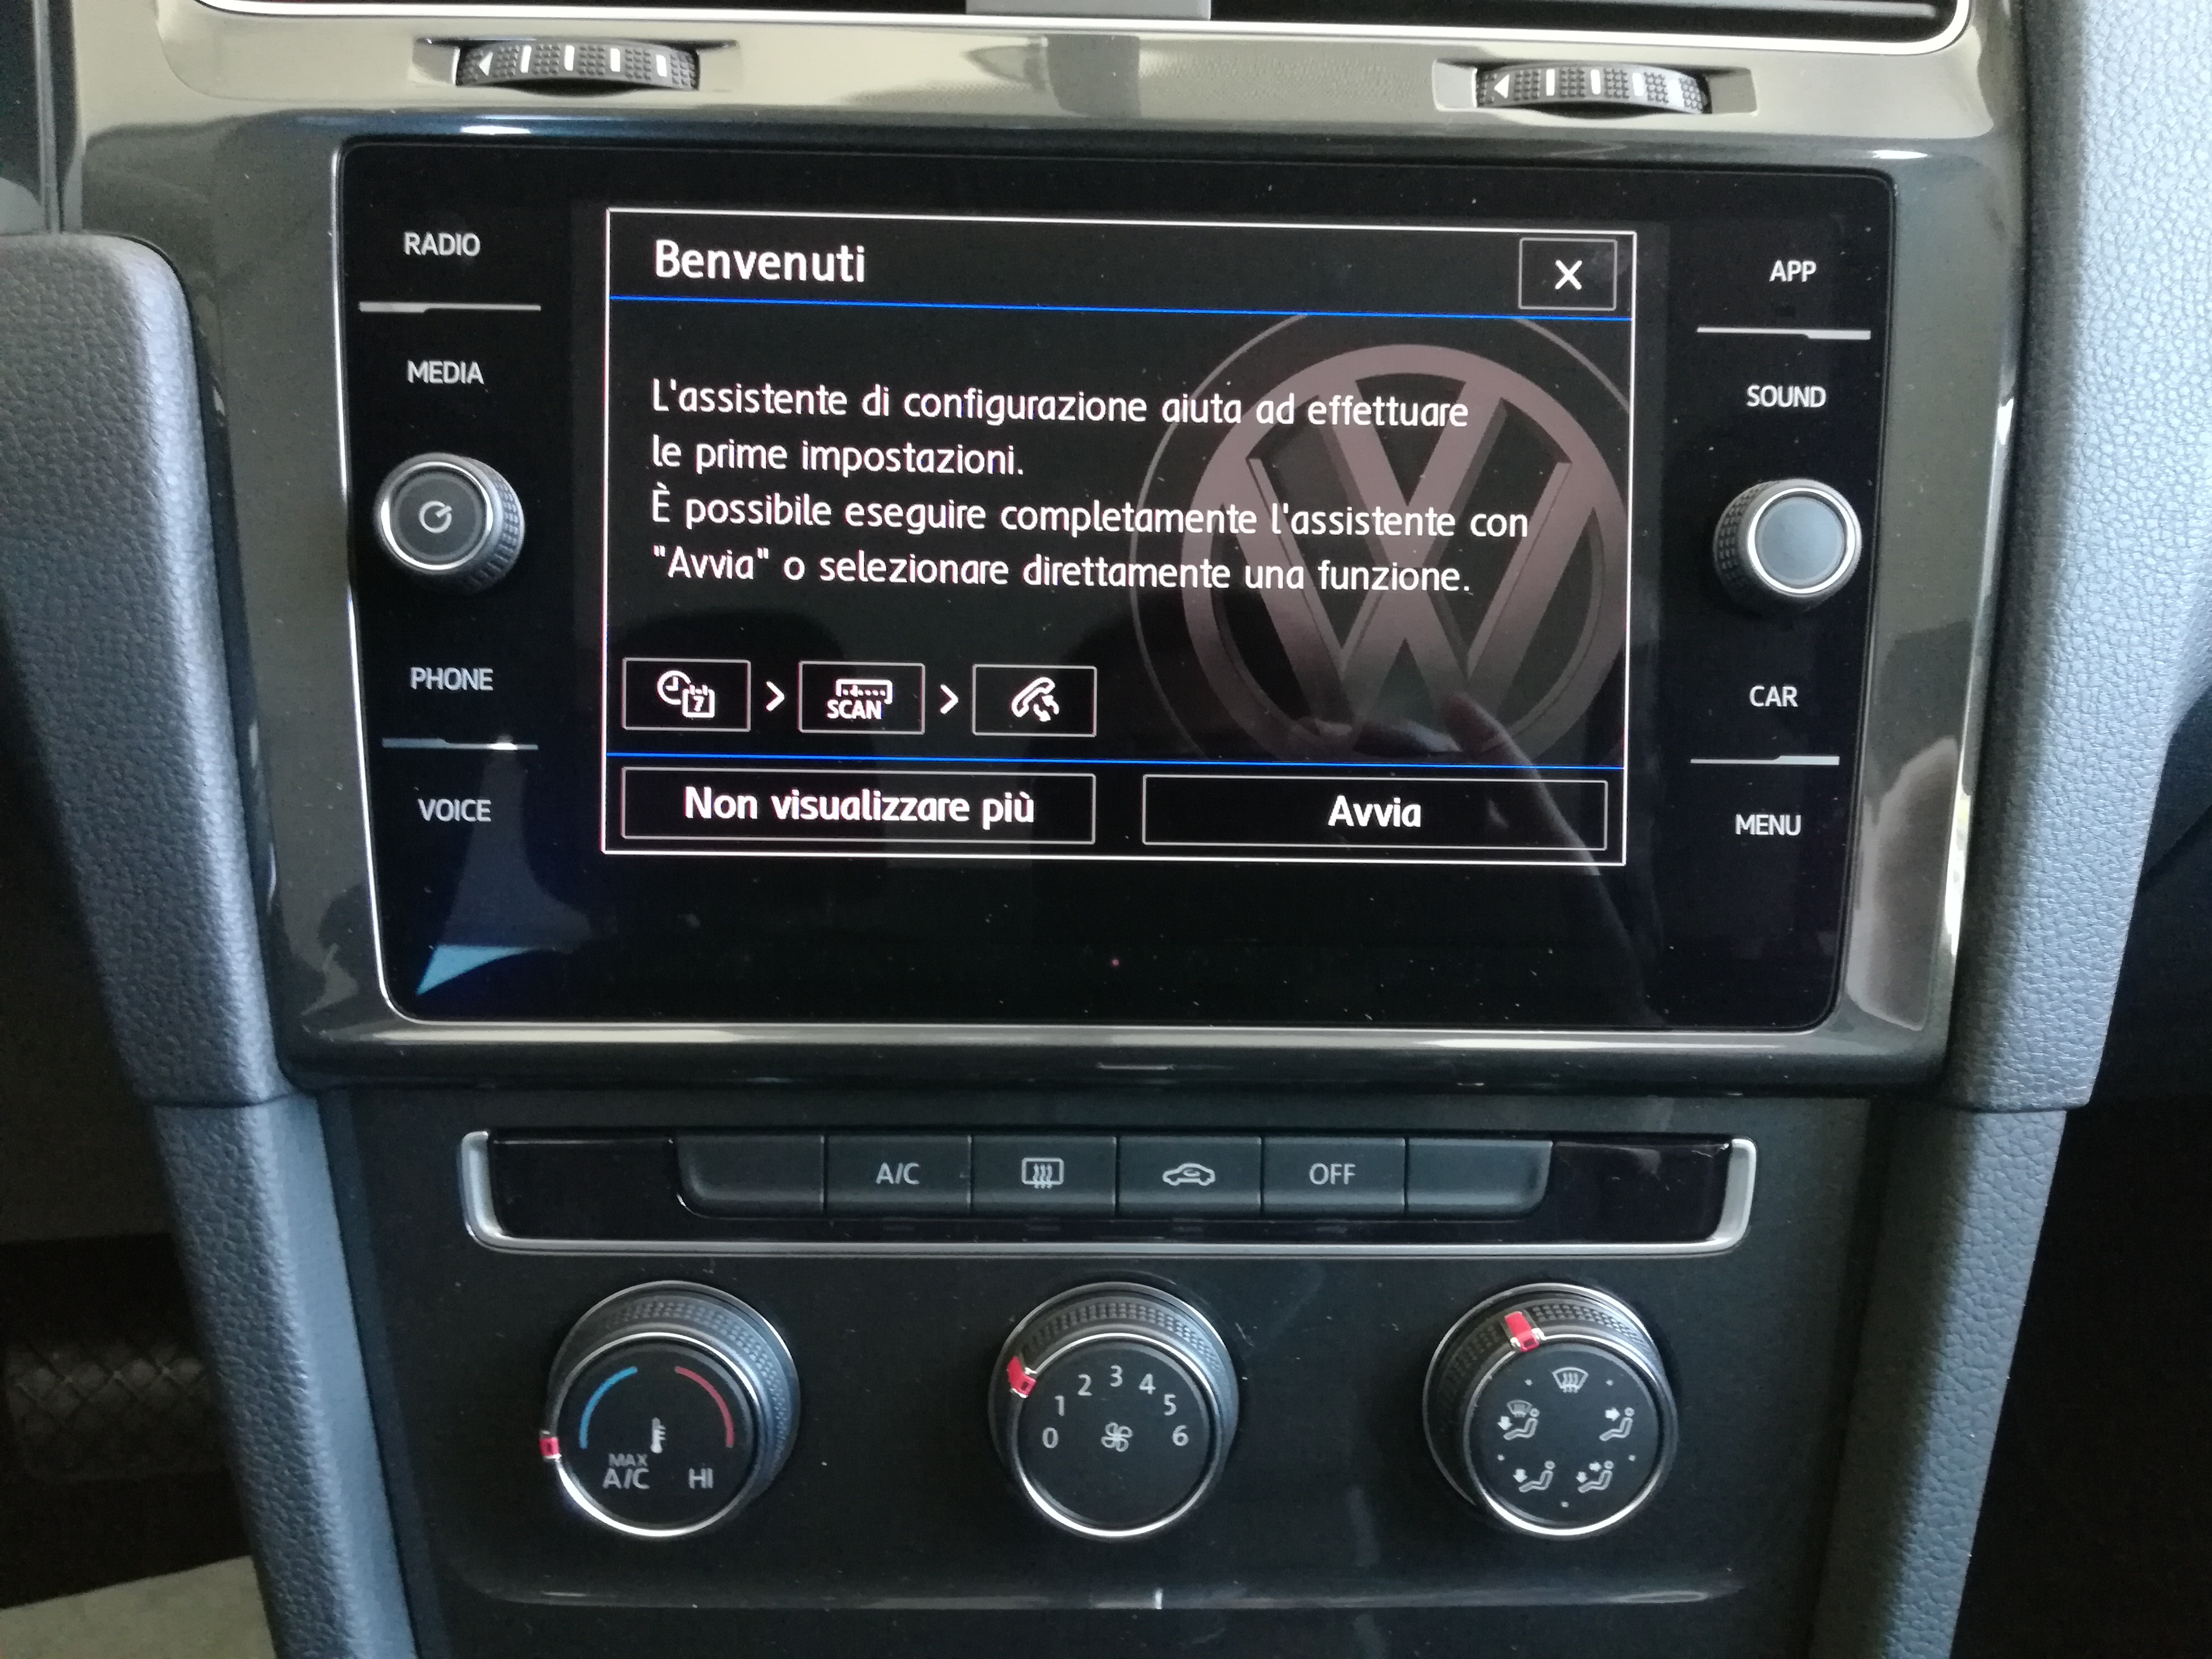 RADIO
MEDIA
PHONE
VOICE
Benvenuti
X
L'assistente di configurazione aiuta ad effettuare
le prime impostazioni.
È possibile eseguire completamente l'assistente con
"Avvia" o selezionare direttamente una funzione.
7
SCAN
Non visualizzare più
Avvia
APP
SOUND
CAR
MENU
A/C
OFF
MAX
A/C
HI
0 1 2 3 4 5 6